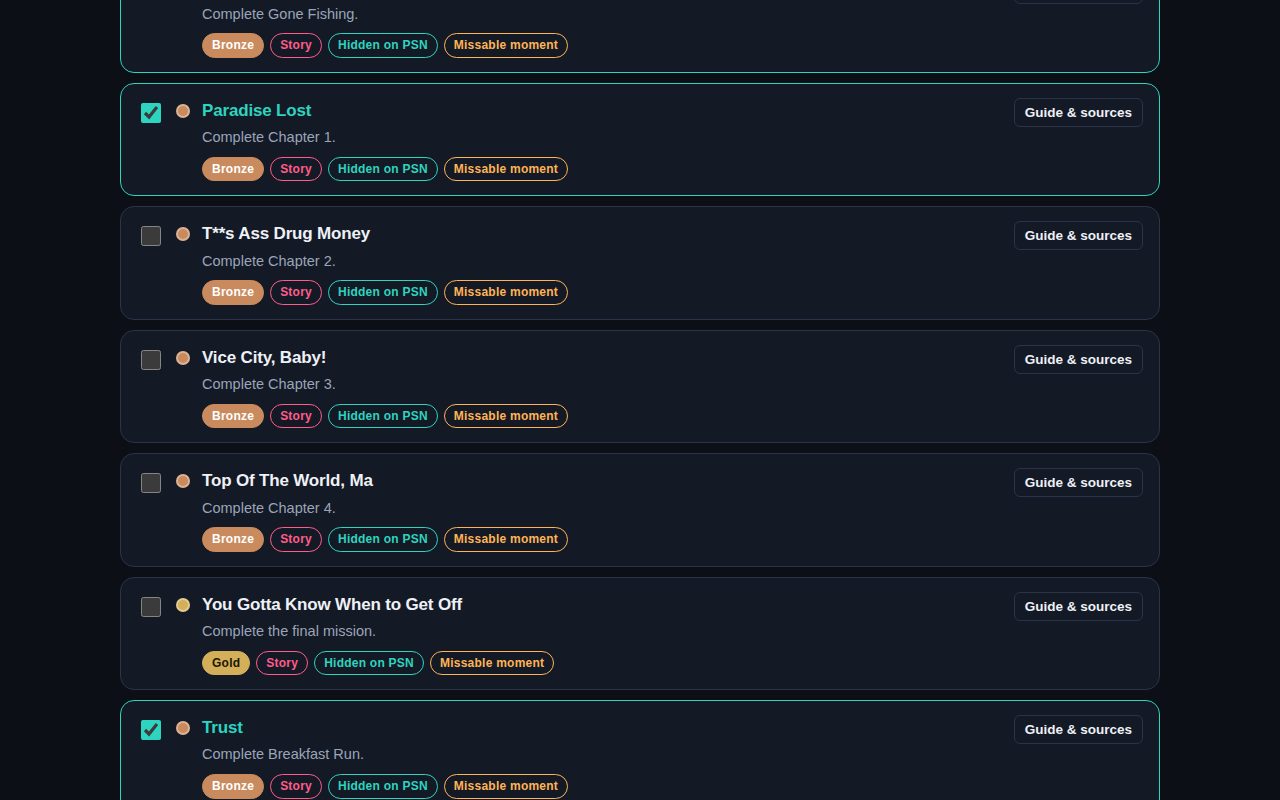 Complete Gone Fishing.
Bronze Story Hidden on PSN Missable moment
Paradise Lost Guide & sources
Complete Chapter 1.
Bronze Story Hidden on PSN Missable moment
T**s Ass Drug Money Guide & sources
Complete Chapter 2.
Bronze Story Hidden on PSN Missable moment
Vice City, Baby! Guide & sources
Complete Chapter 3.
Bronze Story Hidden on PSN Missable moment
Top Of The World, Ma Guide & sources
Complete Chapter 4.
Bronze Story Hidden on PSN Missable moment
You Gotta Know When to Get Off Guide & sources
Complete the final mission.
Gold Story Hidden on PSN Missable moment
Trust Guide & sources
Complete Breakfast Run.
Bronze Story Hidden on PSN Missable moment